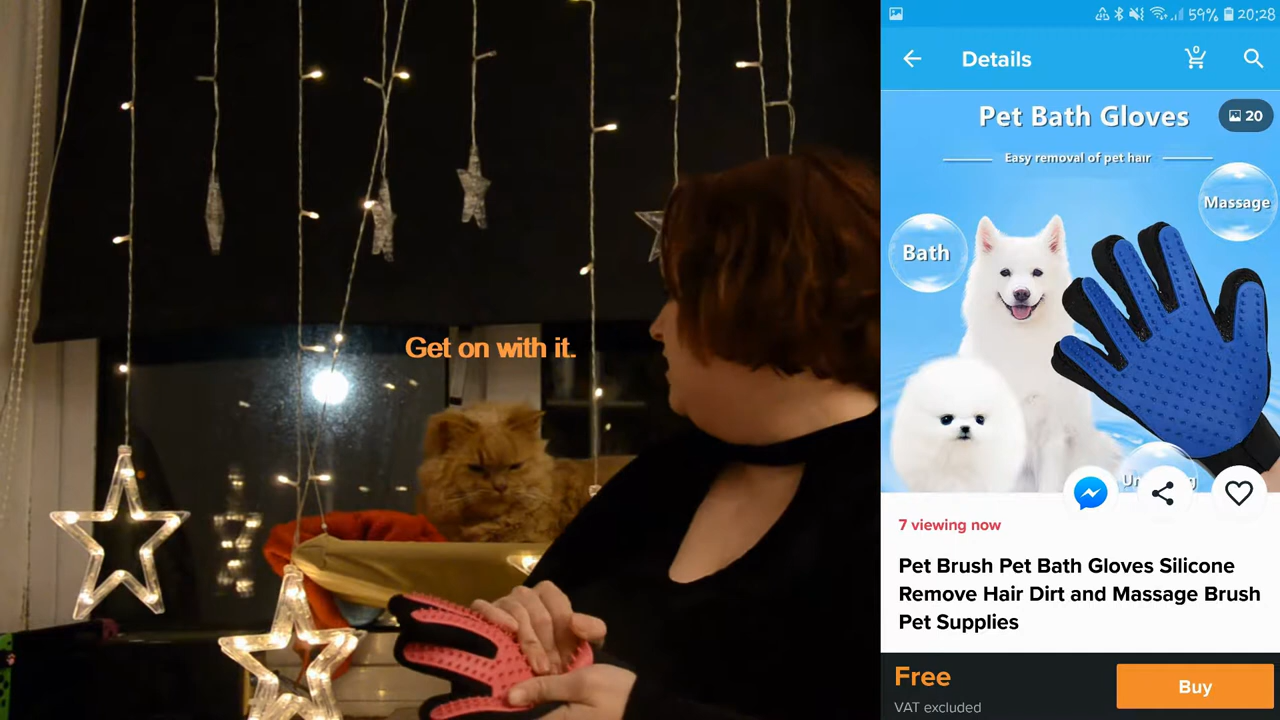 Get on with it.
59% 20:28
Details
0
Pet Bath Gloves
20
Easy removal of pet hair
Massage
Bath
7 viewing now
Pet Brush Pet Bath Gloves Silicone
Remove Hair Dirt and Massage Brush
Pet Supplies
Free
VAT excluded
Buy